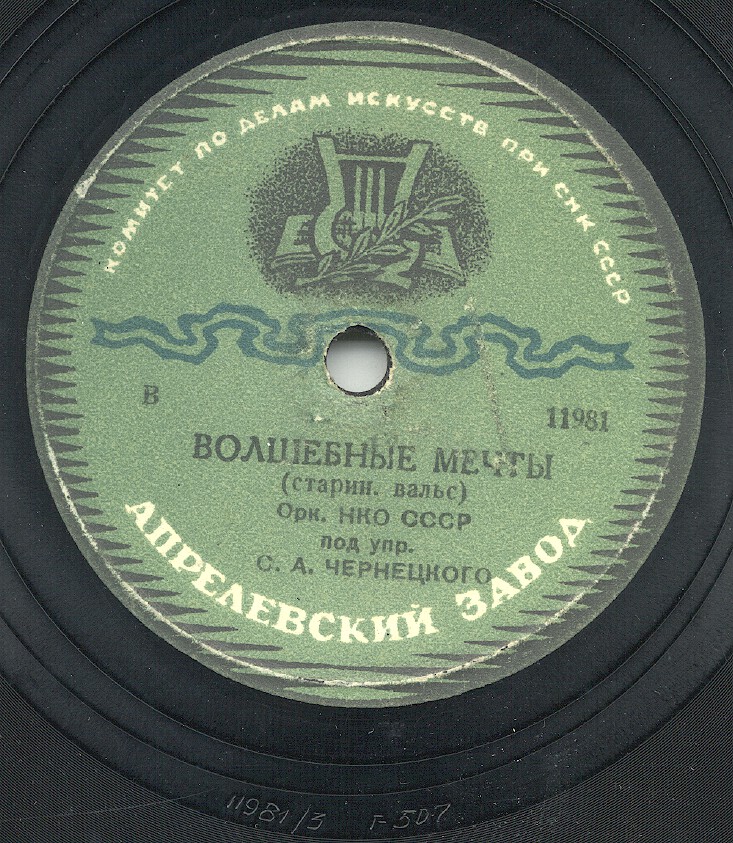 КОМИТЕТ ПО ДЕЛАМ ИСКУССТВ ПРИ СНК СССР
В
11981
ВОЛШЕБНЫЕ МЕЧТЫ
(старин. вальс)
Орк. НКО СССР
под упр.
С. А. ЧЕРНЕЦКОГО
АПРЕЛЕВСКИЙ ЗАВОД
11981/3 Г-507